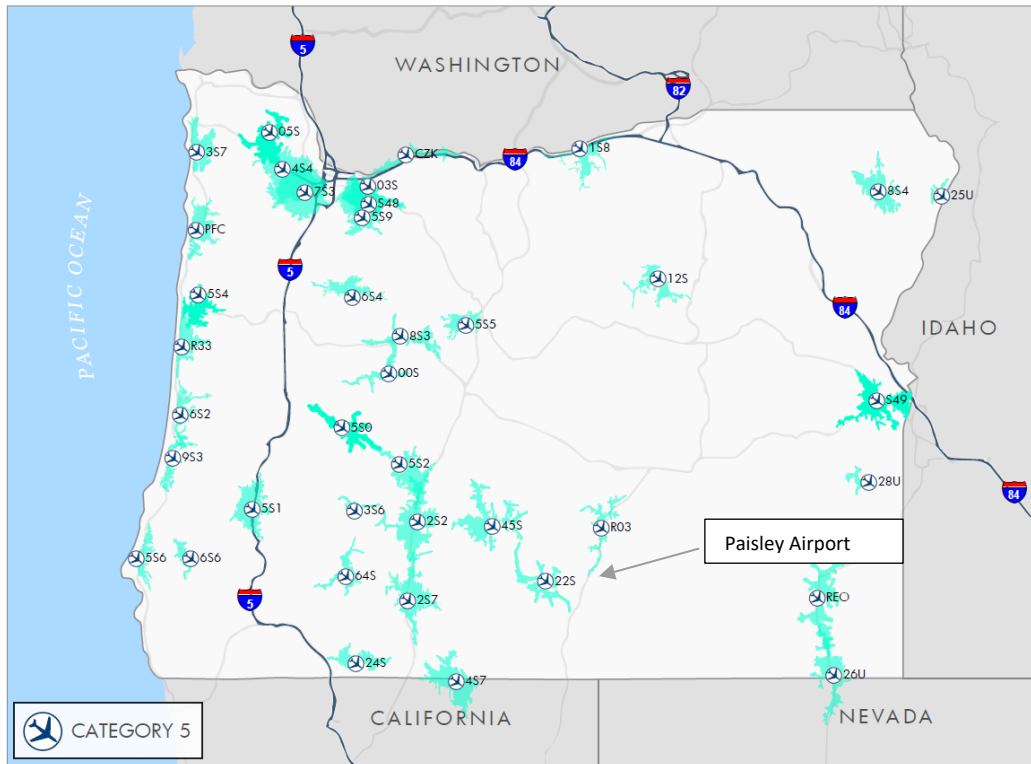 5
WASHINGTON
82
05S
3S7
CZK
1S8
84
4S4
7S3
03S
S48
5S9
8S4
25U
PFC
PACIFIC OCEAN
5
12S
5S4
6S4
84
5S5
IDAHO
R33
8S3
00S
S49
6S2
5S0
9S3
5S2
28U
84
5S1
3S6
2S2
45S
R03
Paisley Airport
5S6
6S6
64S
22S
5
2S7
REO
24S
4S7
26U
CALIFORNIA
NEVADA
CATEGORY 5